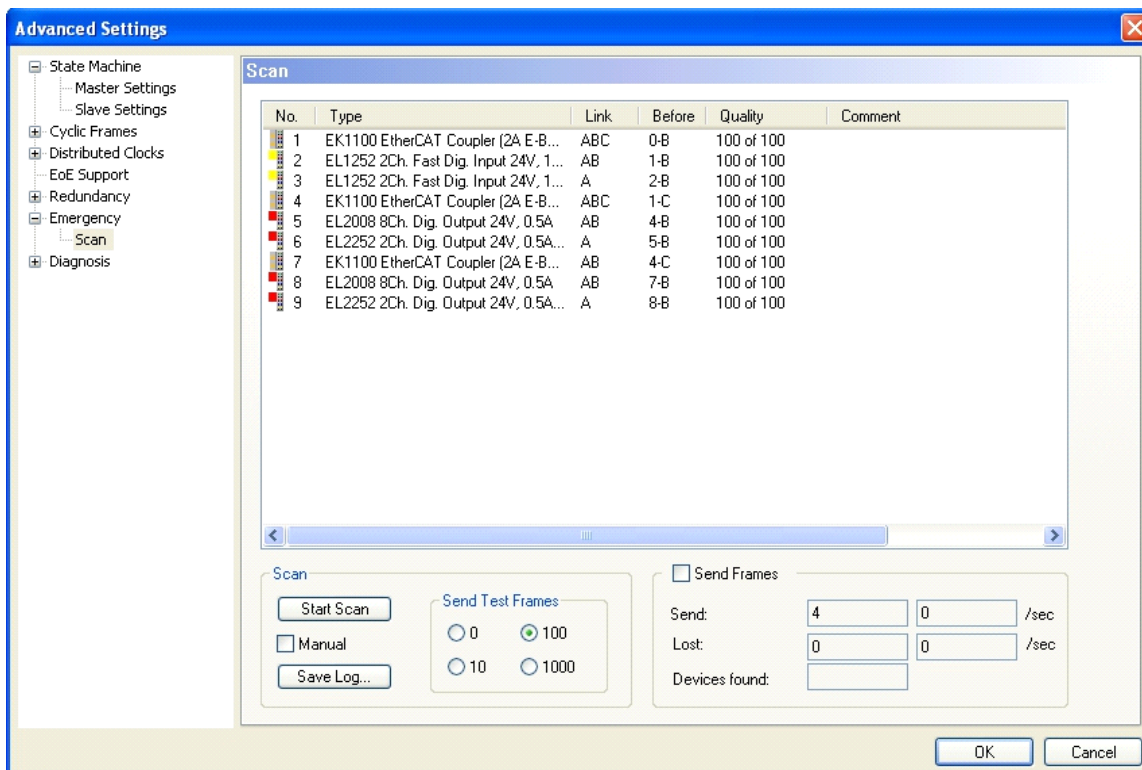 Advanced Settings
State Machine
Master Settings
Slave Settings
Cyclic Frames
Distributed Clocks
EoE Support
Redundancy
Emergency
Scan
Diagnosis
Scan
No. Type Link Before Quality Comment
1 EK1100 EtherCAT Coupler (2A E-B... ABC 0-B 100 of 100
2 EL1252 2Ch. Fast Dig. Input 24V, 1... AB 1-B 100 of 100
3 EL1252 2Ch. Fast Dig. Input 24V, 1... A 2-B 100 of 100
4 EK1100 EtherCAT Coupler (2A E-B... ABC 1-C 100 of 100
5 EL2008 8Ch. Dig. Output 24V, 0.5A AB 4-B 100 of 100
6 EL2252 2Ch. Dig. Output 24V, 0.5A... A 5-B 100 of 100
7 EK1100 EtherCAT Coupler (2A E-B... AB 4-C 100 of 100
8 EL2008 8Ch. Dig. Output 24V, 0.5A AB 7-B 100 of 100
9 EL2252 2Ch. Dig. Output 24V, 0.5A... A 8-B 100 of 100
Scan
Start Scan
Manual
Save Log...
Send Test Frames
0 100
10 1000
Send Frames
Send: 4 0 /sec
Lost: 0 0 /sec
Devices found:
OK Cancel